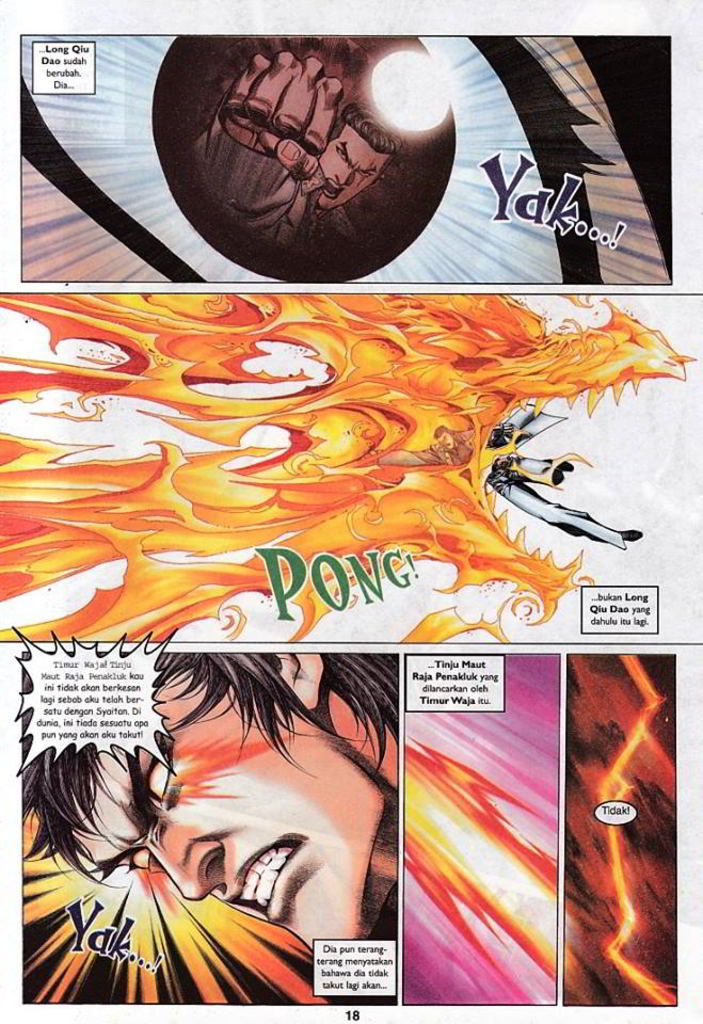 ...Long Qiu
Dao sudah
berubah.
Dia...
Yak...!
PONG!
...bukan Long
Qiu Dao yang
dahulu itu lagi.
Timur Waja! Tinju
Maut Raja Penakluk kau
ini tidak akan berkesan
lagi sebab aku telah ber-
satu dengan Syaitan. Di
dunia, ini tiada sesuatu apa
pun yang akan aku takut!
Yak...!
Dia pun terang-
terang menyatakan
bahawa dia tidak
takut lagi akan...
...Tinju Maut
Raja Penakluk yang
dilancarkan oleh
Timur Waja itu.
Tidak!
18